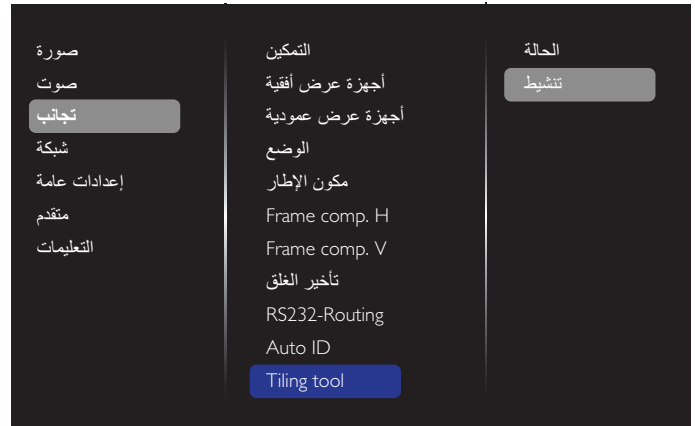 صورة
صوت
تجانب
شبكة
إعدادات عامة
متقدم
التعليمات
التمكين
أجهزة عرض أفقية
أجهزة عرض عمودية
الوضع
مكون الإطار
Frame comp. H
Frame comp. V
تأخير الغلق
RS232-Routing
Auto ID
Tiling tool
الحالة
تنشيط